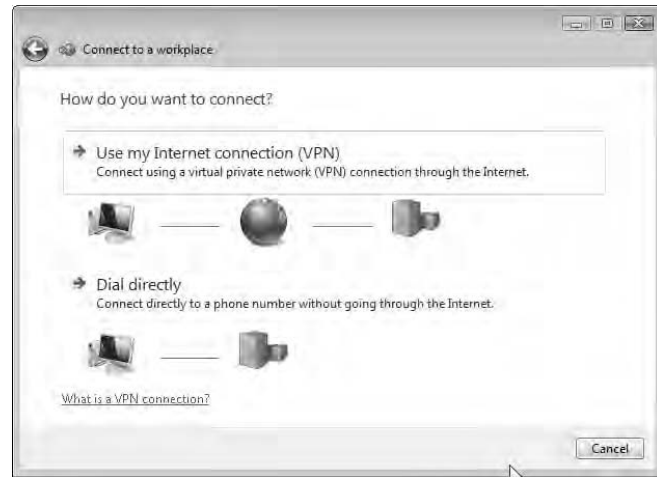 Connect to a workplace
How do you want to connect?
Use my Internet connection (VPN)
Connect using a virtual private network (VPN) connection through the Internet.
Dial directly
Connect directly to a phone number without going through the Internet.
What is a VPN connection?
Cancel